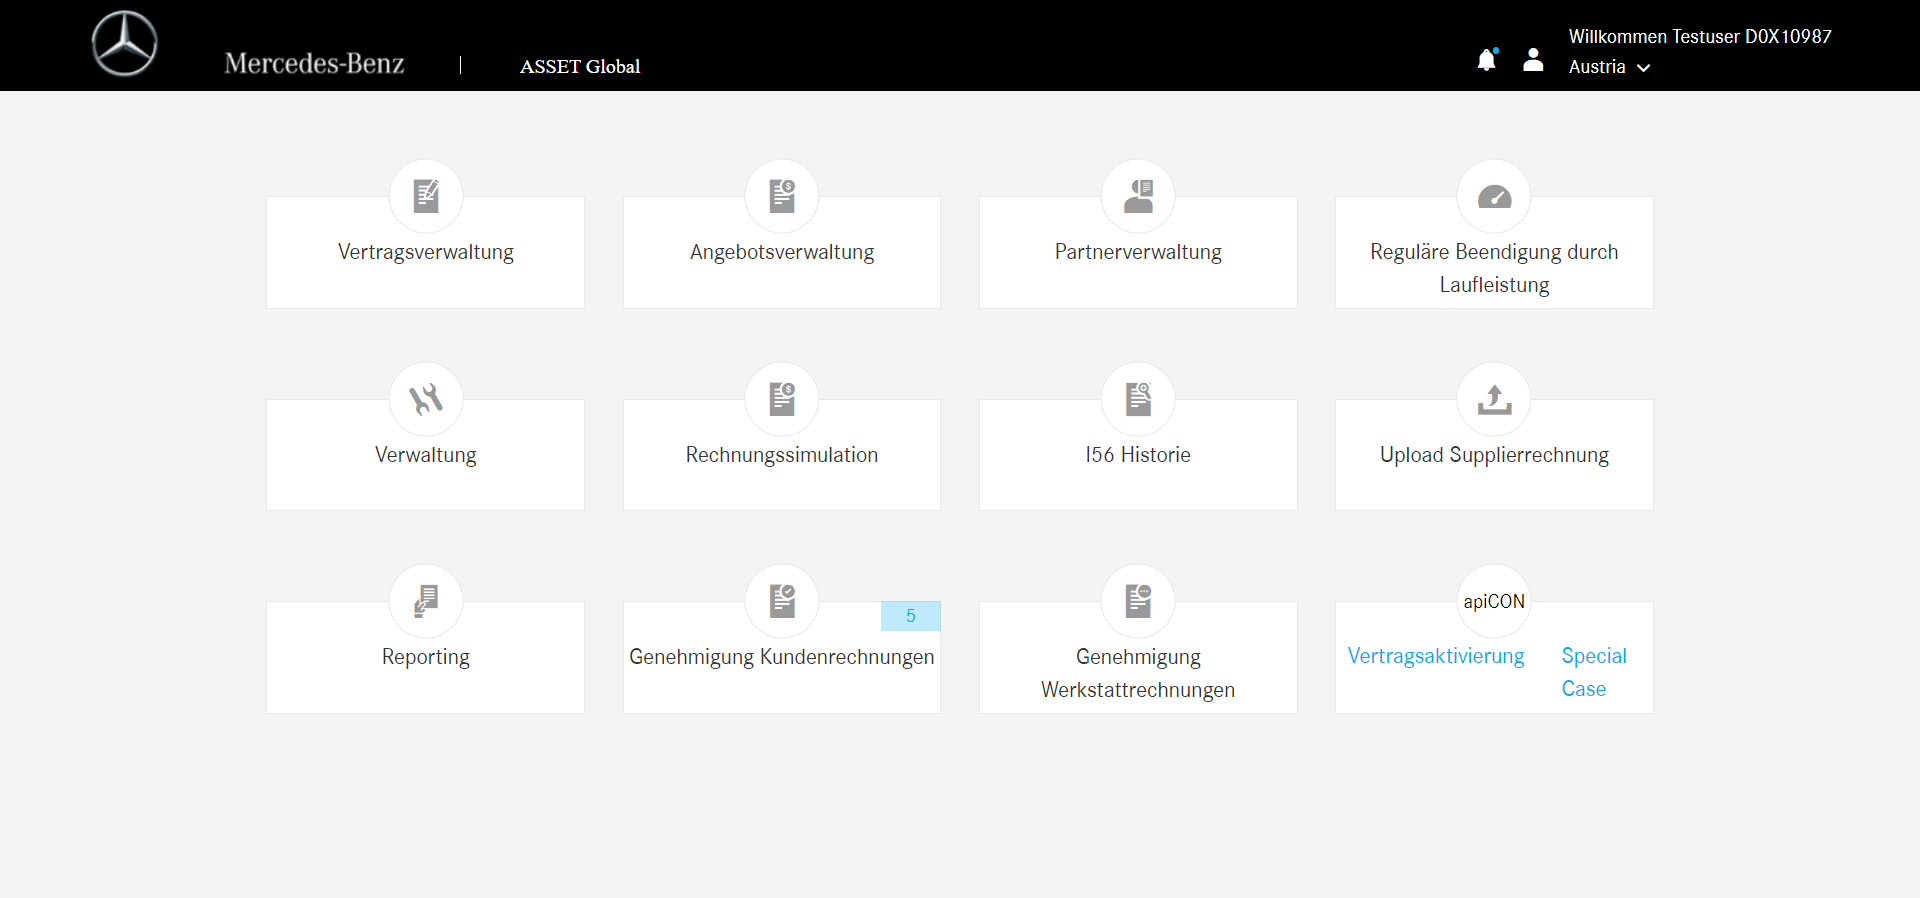 Mercedes-Benz
ASSET Global
Willkommen Testuser D0X10987
Austria
Vertragsverwaltung
Angebotsverwaltung
Partnerverwaltung
Reguläre Beendigung durch
Laufleistung
Verwaltung
Rechnungssimulation
I56 Historie
Upload Supplierrechnung
Reporting
5
Genehmigung Kundenrechnungen
Genehmigung
Werkstattrechnungen
apiCON
Vertragsaktivierung
Special
Case